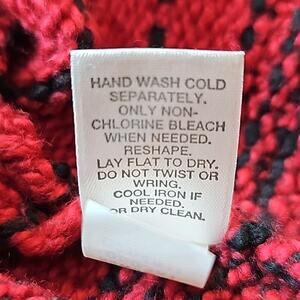 HAND WASH COLD
SEPARATELY.
ONLY NON-
CHLORINE BLEACH
WHEN NEEDED.
RESHAPE.
LAY FLAT TO DRY.
DO NOT TWIST OR
WRING.
COOL IRON IF
NEEDED.
OR DRY CLEAN.